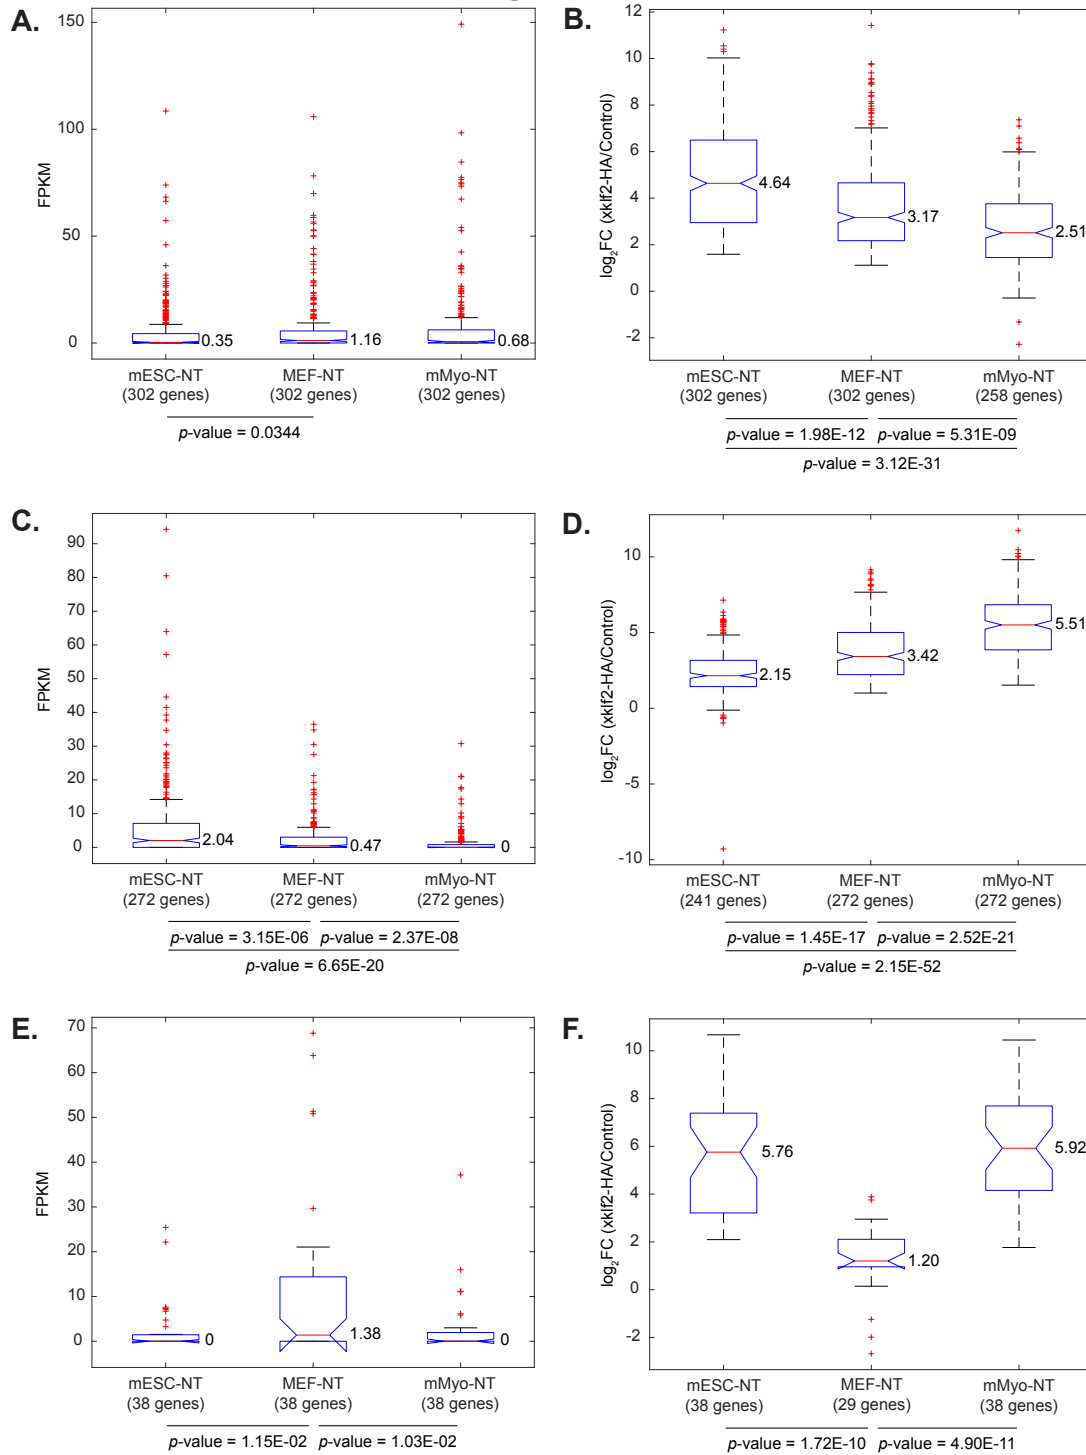 A.
FPKM
150
100
50
0
0.35
1.16
0.68
mESC-NT
(302 genes)
MEF-NT
(302 genes)
mMyo-NT
(302 genes)
p-value = 0.0344
B.
log2FC (xklf2-HA/Control)
12
10
8
6
4
2
0
-2
4.64
3.17
2.51
mESC-NT
(302 genes)
MEF-NT
(302 genes)
mMyo-NT
(258 genes)
p-value = 1.98E-12
p-value = 5.31E-09
p-value = 3.12E-31
C.
FPKM
90
80
70
60
50
40
30
20
10
0
2.04
0.47
0
mESC-NT
(272 genes)
MEF-NT
(272 genes)
mMyo-NT
(272 genes)
p-value = 3.15E-06
p-value = 2.37E-08
p-value = 6.65E-20
D.
log2FC (xklf2-HA/Control)
10
5
0
-5
-10
2.15
3.42
5.51
mESC-NT
(241 genes)
MEF-NT
(272 genes)
mMyo-NT
(272 genes)
p-value = 1.45E-17
p-value = 2.52E-21
p-value = 2.15E-52
E.
FPKM
70
60
50
40
30
20
10
0
0
1.38
0
mESC-NT
(38 genes)
MEF-NT
(38 genes)
mMyo-NT
(38 genes)
p-value = 1.15E-02
p-value = 1.03E-02
F.
log2FC (xklf2-HA/Control)
10
8
6
4
2
0
-2
5.76
1.20
5.92
mESC-NT
(38 genes)
MEF-NT
(29 genes)
mMyo-NT
(38 genes)
p-value = 1.72E-10
p-value = 4.90E-11